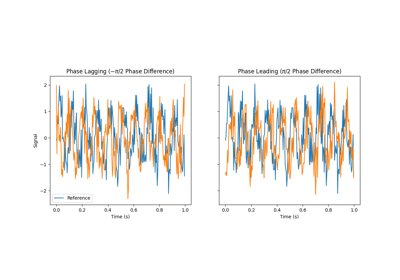 Phase Lagging (−π/2 Phase Difference)
Phase Leading (π/2 Phase Difference)
2
1
0
−1
−2
Signal
Reference
0.0 0.2 0.4 0.6 0.8 1.0
0.0 0.2 0.4 0.6 0.8 1.0
Time (s)
Time (s)